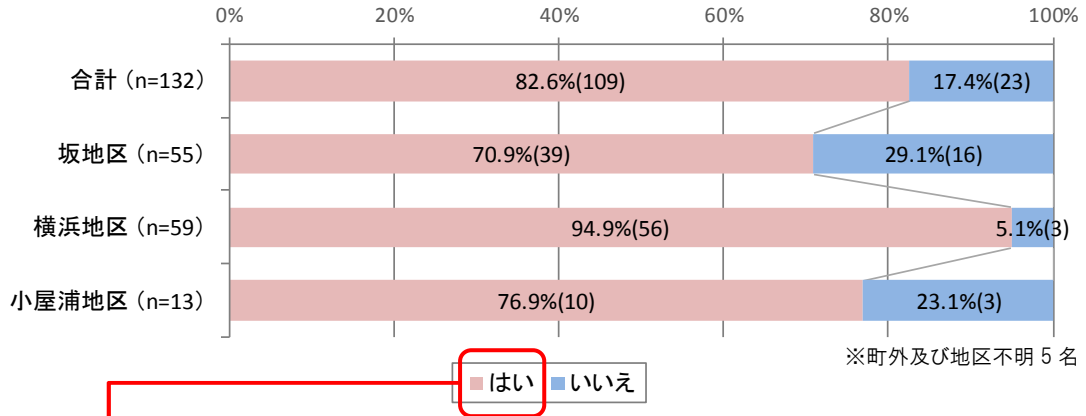 0% 20% 40% 60% 80% 100%
合計（n=132） 82.6%(109) 17.4%(23)
坂地区（n=55） 70.9%(39) 29.1%(16)
横浜地区（n=59） 94.9%(56) 5.1%(3)
小屋浦地区（n=13） 76.9%(10) 23.1%(3)
※町外及び地区不明 5 名
はい いいえ